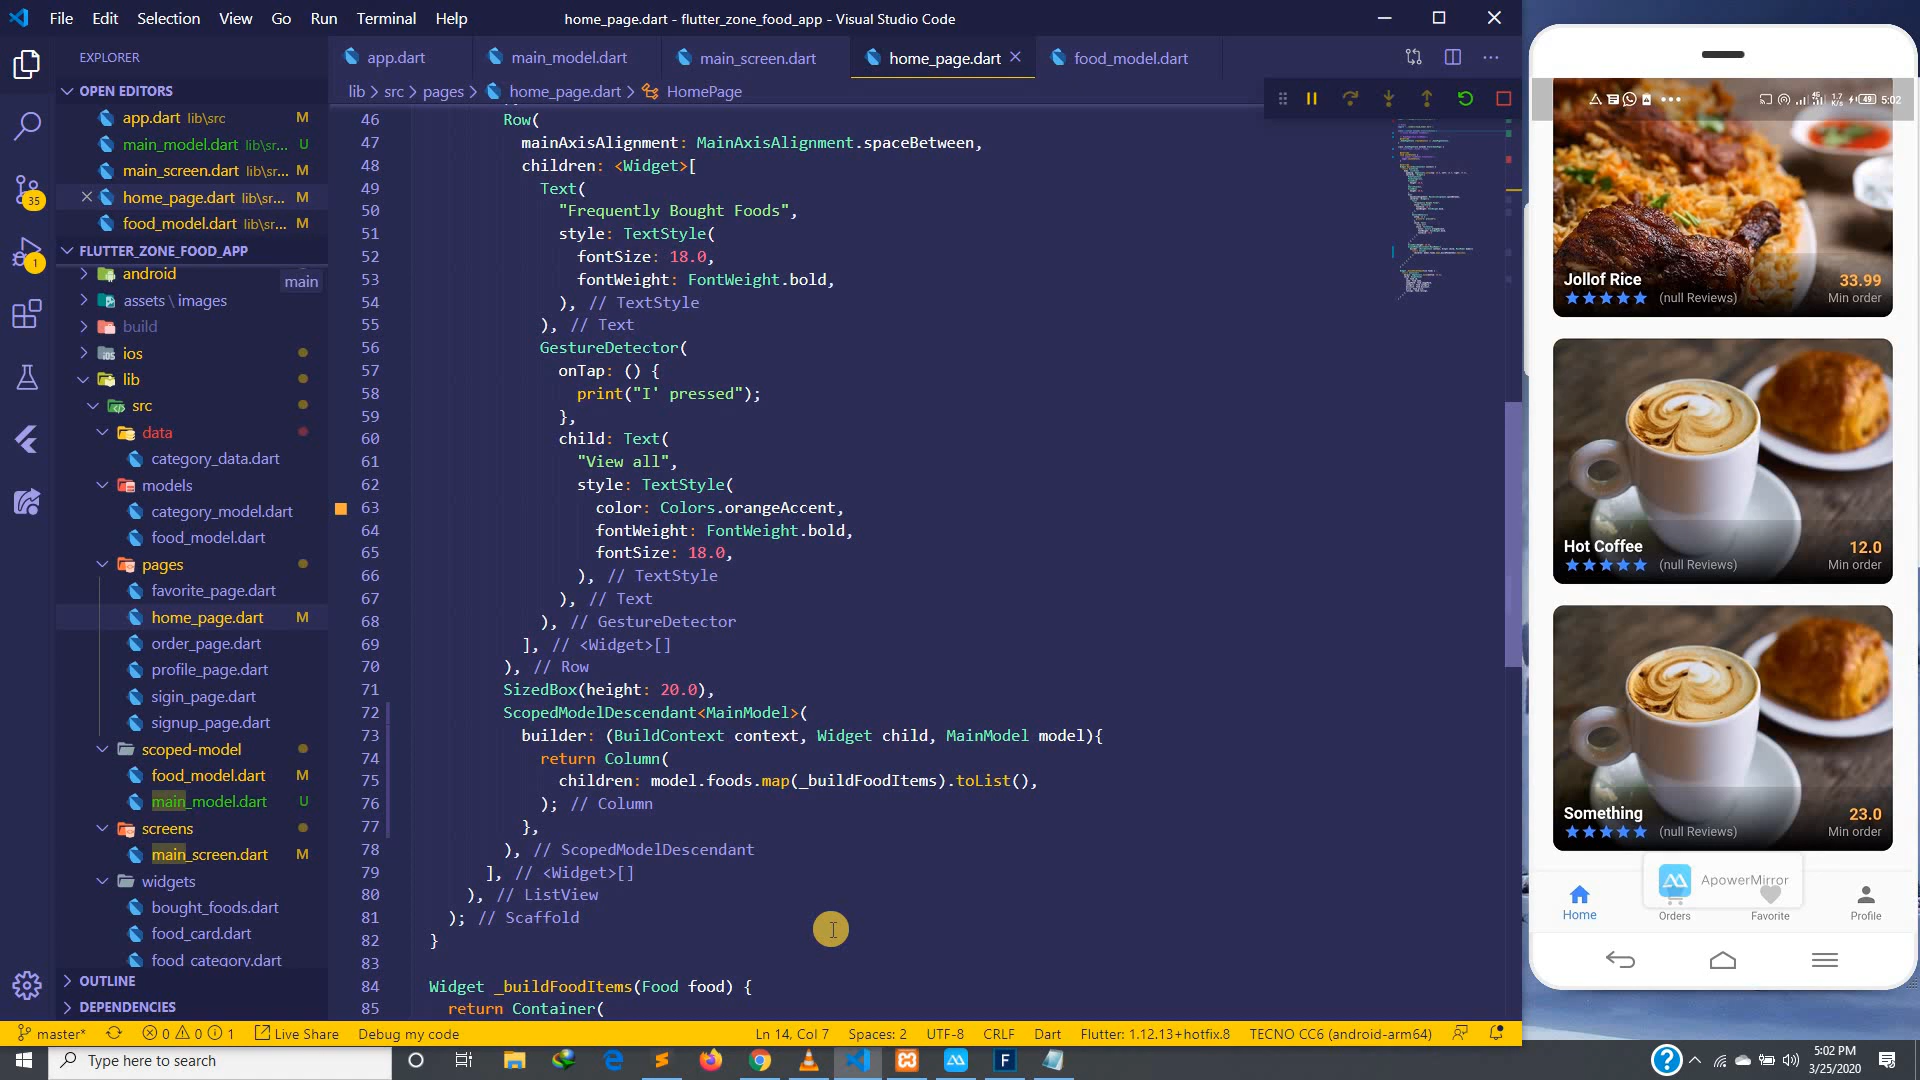 File Edit Selection View Go Run Terminal Help
home_page.dart - flutter_zone_food_app - Visual Studio Code
EXPLORER
OPEN EDITORS
app.dart lib\src M
main_model.dart lib\sr... U
main_screen.dart lib\sr... M
home_page.dart lib\sr... M
food_model.dart lib\sr... M
FLUTTER_ZONE_FOOD_APP
android
main
assets \ images
build
ios
lib
src
data
category_data.dart
models
category_model.dart
food_model.dart
pages
favorite_page.dart
home_page.dart M
order_page.dart
profile_page.dart
sigin_page.dart
signup_page.dart
scoped-model
food_model.dart M
main_model.dart U
screens
main_screen.dart M
widgets
bought_foods.dart
food_card.dart
food_category.dart
OUTLINE
DEPENDENCIES
35
1
app.dart main_model.dart main_screen.dart home_page.dart food_model.dart
lib > src > pages > home_page.dart > HomePage
46 Row(
47 mainAxisAlignment: MainAxisAlignment.spaceBetween,
48 children: <Widget>[
49 Text(
50 "Frequently Bought Foods",
51 style: TextStyle(
52 fontSize: 18.0,
53 fontWeight: FontWeight.bold,
54 ), // TextStyle
55 ), // Text
56 GestureDetector(
57 onTap: () {
58 print("I' pressed");
59 },
60 child: Text(
61 "View all",
62 style: TextStyle(
63 color: Colors.orangeAccent,
64 fontWeight: FontWeight.bold,
65 fontSize: 18.0,
66 ), // TextStyle
67 ), // Text
68 ), // GestureDetector
69 ], // <Widget>[]
70 ), // Row
71 SizedBox(height: 20.0),
72 ScopedModelDescendant<MainModel>(
73 builder: (BuildContext context, Widget child, MainModel model){
74 return Column(
75 children: model.foods.map(_buildFoodItems).toList(),
76 ); // Column
77 },
78 ), // ScopedModelDescendant
79 ], // <Widget>[]
80 ), // ListView
81 ); // Scaffold
82 }
83
84 Widget _buildFoodItems(Food food) {
85 return Container(
5:02
Jollof Rice 33.99
(null Reviews) Min order
Hot Coffee 12.0
(null Reviews) Min order
Something 23.0
(null Reviews) Min order
ApowerMirror
Home Orders Favorite Profile
master* 0 0 1 Live Share Debug my code
Ln 14, Col 7 Spaces: 2 UTF-8 CRLF Dart Flutter: 1.12.13+hotfix.8 TECNO CC6 (android-arm64)
Type here to search
5:02 PM
3/25/2020